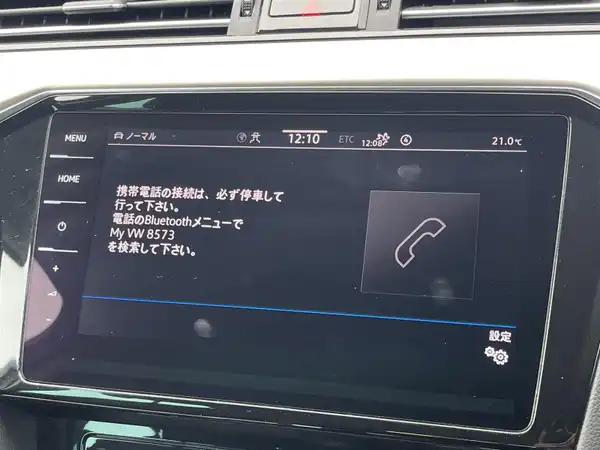 MENU
ノーマル
12:10
ETC
12:08
21.0℃
HOME
携帯電話の接続は、必ず停車して
行って下さい。
電話のBluetoothメニューで
My VW 8573
を検索して下さい。
+
-
設定